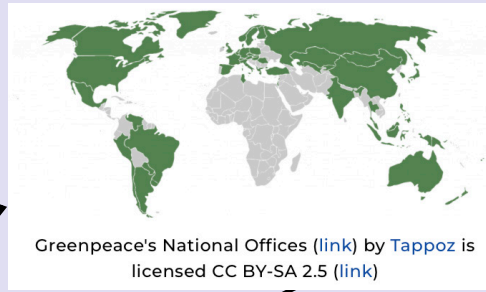 Greenpeace's National Offices (link) by Tappoz is
licensed CC BY-SA 2.5 (link)